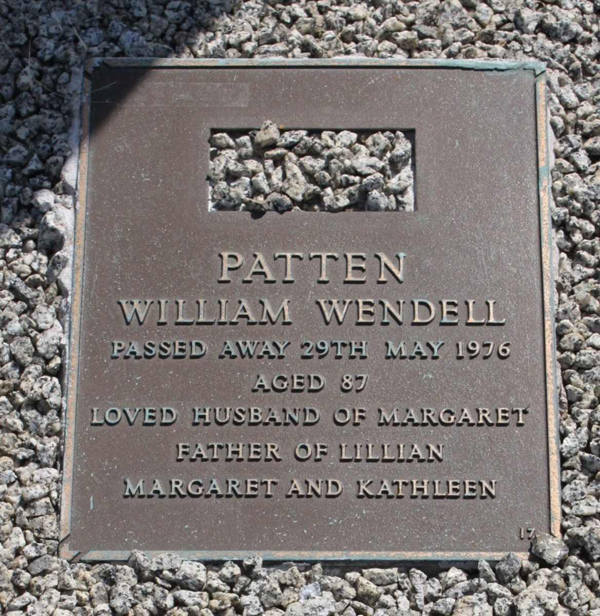 PATTEN
WILLIAM WENDELL
PASSED AWAY 29TH MAY 1976
AGED 87
LOVED HUSBAND OF MARGARET
FATHER OF LILLIAN
MARGARET AND KATHLEEN
17